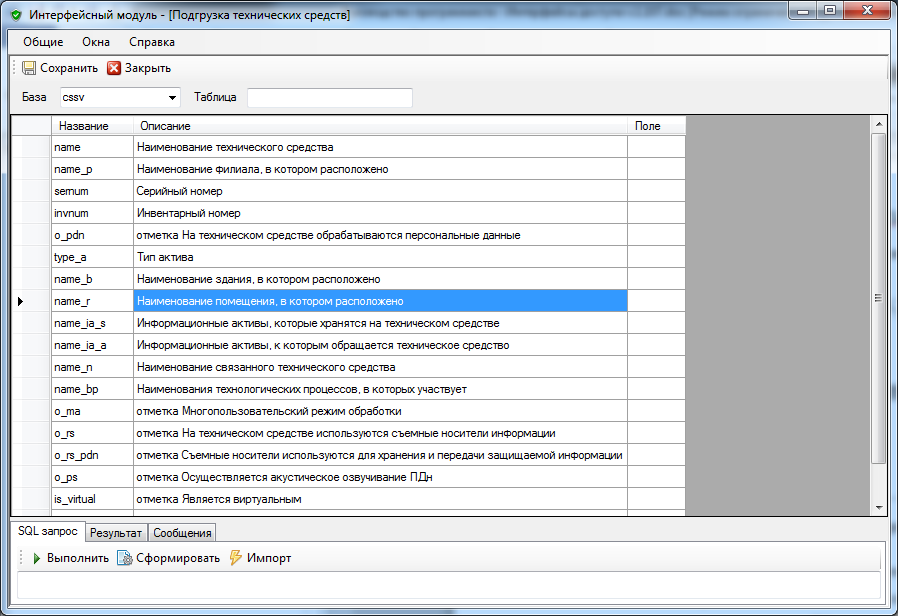 Интерфейсный модуль - [Подгрузка технических средств]
Общие Окна Справка
Сохранить Закрыть
База cssv Таблица
Название Описание Поле
name Наименование технического средства
name_p Наименование филиала, в котором расположено
sernum Серийный номер
invnum Инвентарный номер
o_pdn отметка На техническом средстве обрабатываются персональные данные
type_a Тип актива
name_b Наименование здания, в котором расположено
name_r Наименование помещения, в котором расположено
name_ia_s Информационные активы, которые хранятся на техническом средстве
name_ia_a Информационные активы, к которым обращается техническое средство
name_n Наименование связанного технического средства
name_bp Наименования технологических процессов, в которых участвует
o_ma отметка Многопользовательский режим обработки
o_rs отметка На техническом средстве используются съемные носители информации
o_rs_pdn отметка Съемные носители используются для хранения и передачи защищаемой информации
o_ps отметка Осуществляется акустическое озвучивание ПДн
is_virtual отметка Является виртуальным
SQL запрос Результат Сообщения
Выполнить Сформировать Импорт